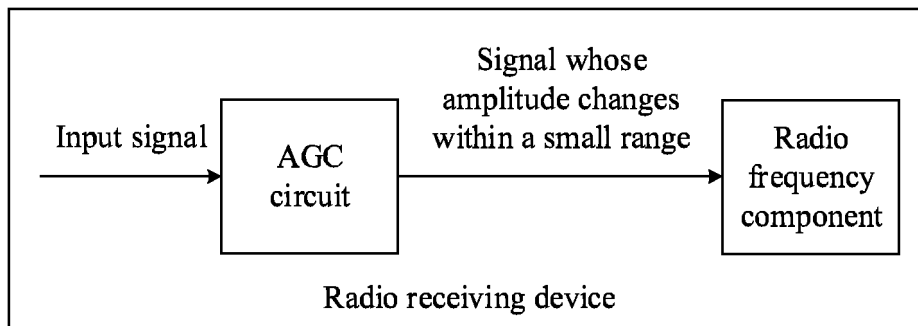 Signal whose
amplitude changes
within a small range
Input signal
AGC
circuit
Radio
frequency
component
Radio receiving device